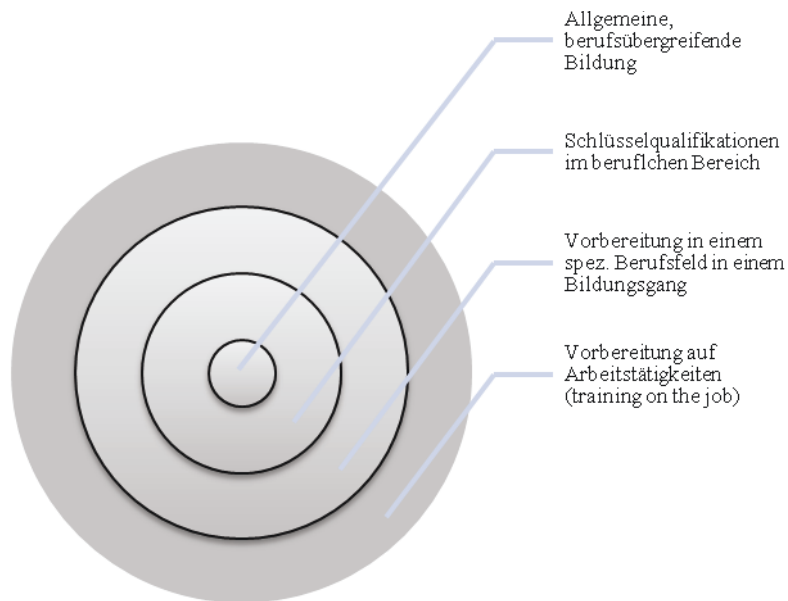 Allgemeine,
berufsübergreifende
Bildung
Schlüsselqualifikationen
im beruflchen Bereich
Vorbereitung in einem
spez. Berufsfeld in einem
Bildungsgang
Vorbereitung auf
Arbeitstätigkeiten
(training on the job)